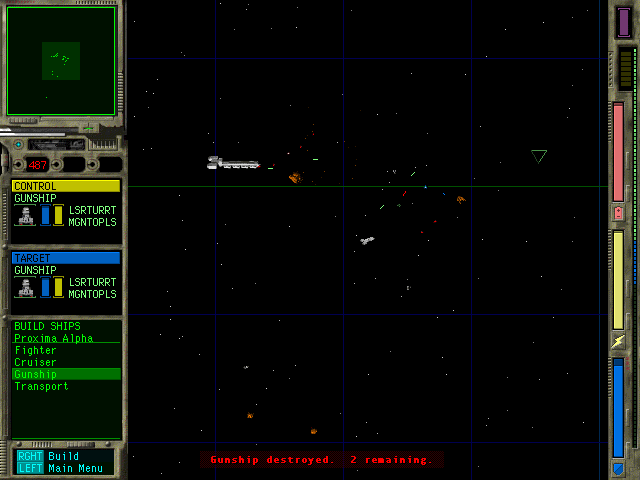 487
CONTROL
GUNSHIP
LSRTURRT
MGNTOPLS
TARGET
GUNSHIP
LSRTURRT
MGNTOPLS
BUILD SHIPS
Proxima Alpha
Fighter
Cruiser
Gunship
Transport
RGHT Build
LEFT Main Menu
Gunship destroyed. 2 remaining.